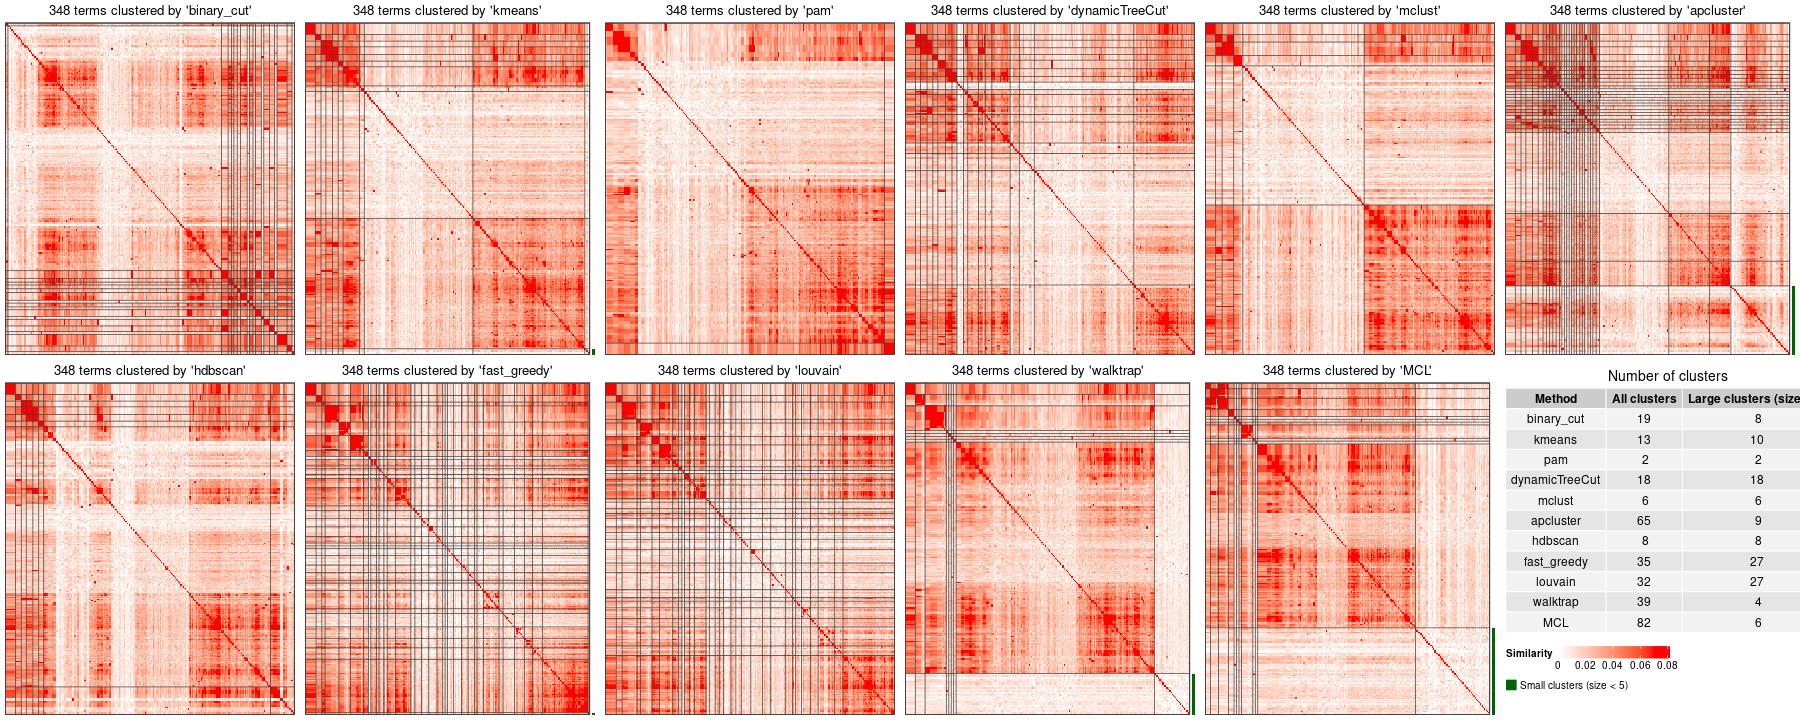 348 terms clustered by 'binary_cut'
348 terms clustered by 'kmeans'
348 terms clustered by 'pam'
348 terms clustered by 'dynamicTreeCut'
348 terms clustered by 'mclust'
348 terms clustered by 'apcluster'
348 terms clustered by 'hdbscan'
348 terms clustered by 'fast_greedy'
348 terms clustered by 'louvain'
348 terms clustered by 'walktrap'
348 terms clustered by 'MCL'
Number of clusters
Method All clusters Large clusters (size
binary_cut 19 8
kmeans 13 10
pam 2 2
dynamicTreeCut 18 18
mclust 6 6
apcluster 65 9
hdbscan 8 8
fast_greedy 35 27
louvain 32 27
walktrap 39 4
MCL 82 6
Similarity
0 0.02 0.04 0.06 0.08
Small clusters (size < 5)